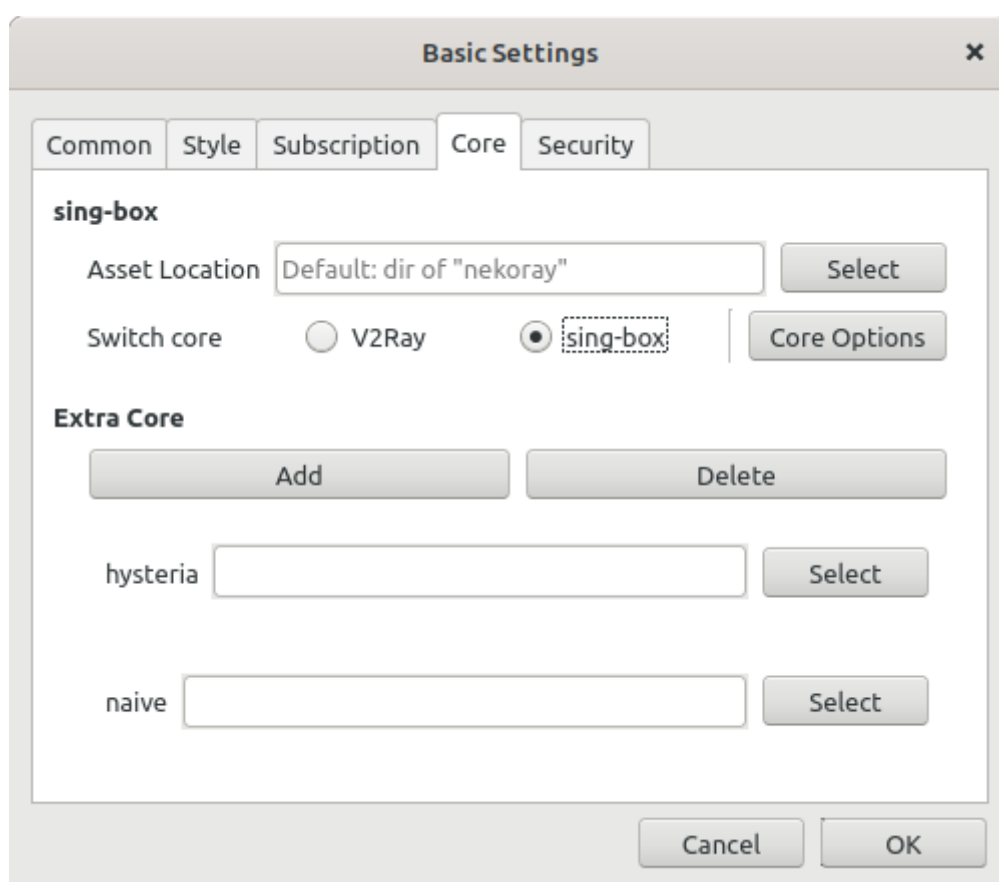 Basic Settings
Common Style Subscription Core Security
sing-box
Asset Location Default: dir of "nekoray" Select
Switch core V2Ray sing-box Core Options
Extra Core
Add Delete
hysteria Select
naive Select
Cancel OK